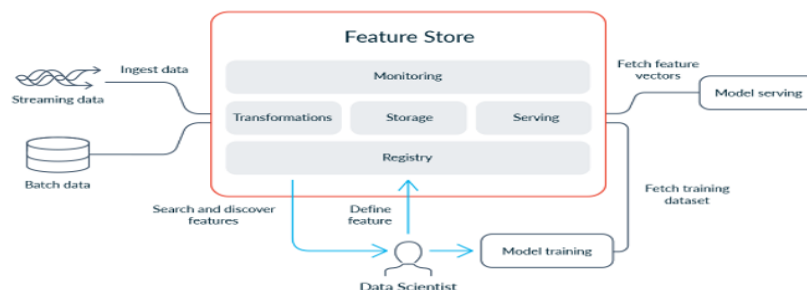 Feature Store
Monitoring
Ingest data
Streaming data
Transformations
Storage
Serving
Fetch feature
vectors
Model serving
Registry
Batch data
Search and discover
features
Define
feature
Fetch training
dataset
Model training
Data Scientist